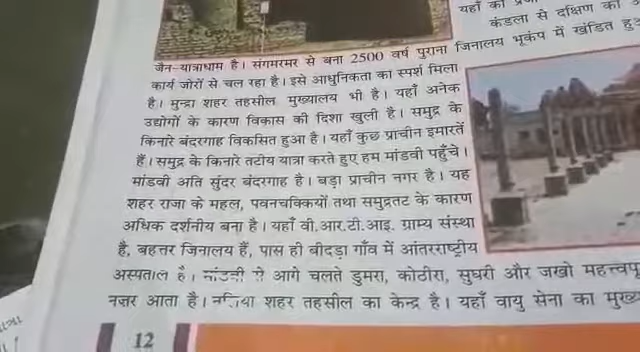 यहाँ की
कंडला से दक्षिण की
जैन-यात्राधाम है। संगमरमर से बना 2500 वर्ष पुराना जिनालय भूकंप में खंडित
कार्य जोरों से चल रहा है। इसे आधुनिकता का स्पर्श मिला
है। मुन्द्रा शहर तहसील मुख्यालय भी है। यहाँ अनेक
उद्योगों के कारण विकास की दिशा खुली है। समुद्र के
किनारे बंदरगाह विकसित हुआ है। यहाँ कुछ प्राचीन इमारतें
हैं। समुद्र के किनारे तटीय यात्रा करते हुए हम मांडवी पहुँचे।
मांडवी अति सुंदर बंदरगाह है। बड़ा प्राचीन नगर है। यह
शहर राजा के महल, पवनचक्कियों तथा समुद्रतट के कारण
अधिक दर्शनीय बना है। यहाँ वी.आर.टी.आइ. ग्राम्य संस्था
है, बहत्तर जिनालय हैं, पास ही बीदड़ा गाँव में आंतरराष्ट्रीय
अस्पताल है। मांडवी से आगे चलते डुमरा, कोठीरा, सुथरी और जखो
नज़र आता है। नलिया शहर तहसील का केन्द्र है। यहाँ वायु सेना का
12